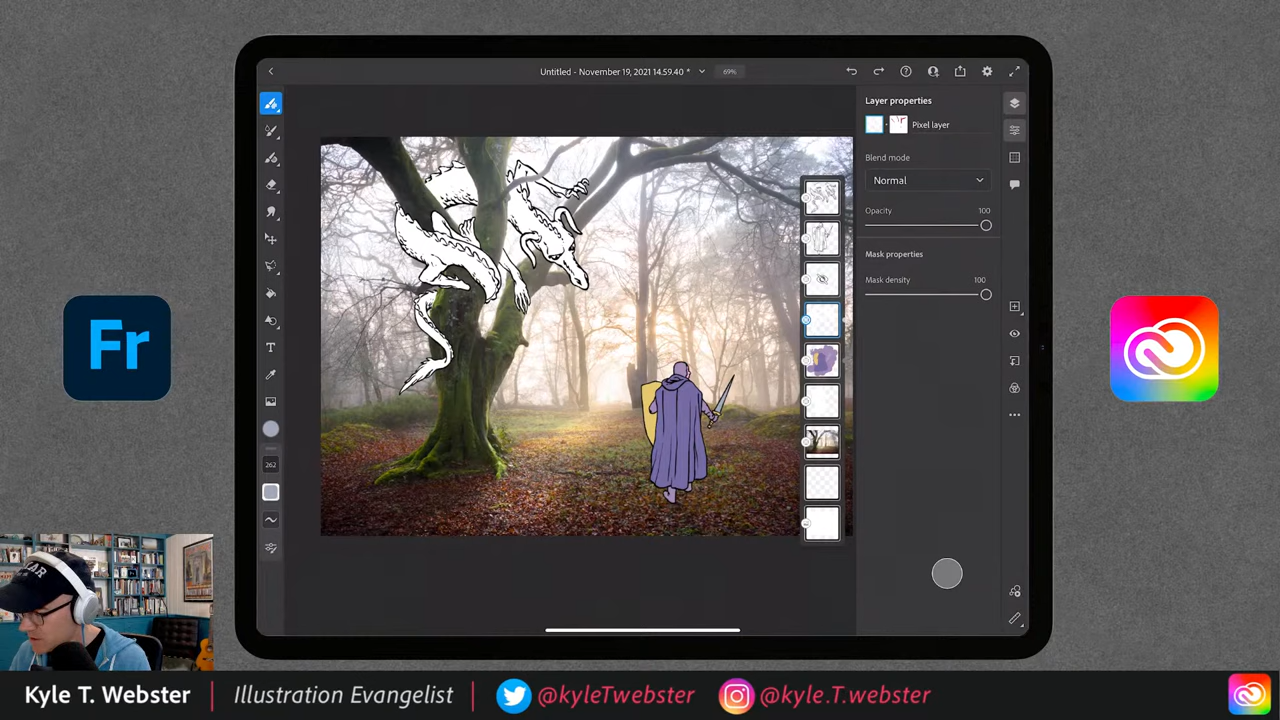 Untitled - November 19, 2021 14.59.40 *
69%
Layer properties
Pixel layer
Blend mode
Normal
Opacity
100
Mask properties
Mask density
100
262
T
Fr
Kyle T. Webster
Illustration Evangelist
@kyleTwebster
@kyle.T.webster